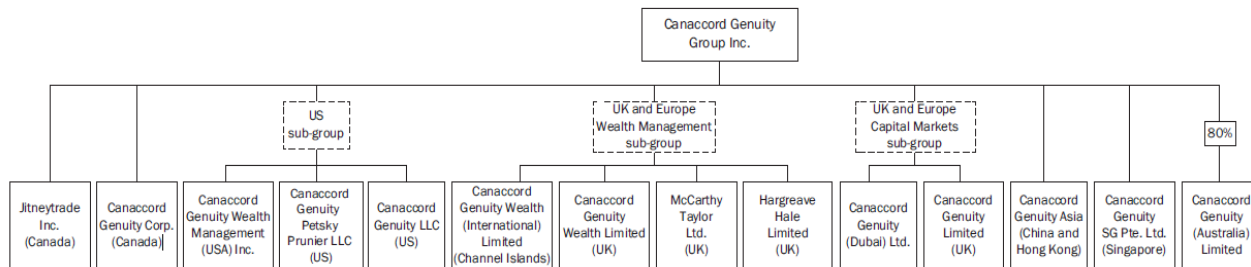 Canaccord Genuity
Group Inc.
US
sub-group
UK and Europe
Wealth Management
sub-group
UK and Europe
Capital Markets
sub-group
80%
Jitneytrade
Inc.
(Canada)
Canaccord
Genuity Corp.
(Canada)
Canaccord
Genuity Wealth
Management
(USA) Inc.
Canaccord
Genuity
Petsky
Prunier LLC
(US)
Canaccord
Genuity LLC
(US)
Canaccord
Genuity Wealth
(International)
Limited
(Channel Islands)
Canaccord
Genuity
Wealth Limited
(UK)
McCarthy
Taylor
Ltd.
(UK)
Hargreave
Hale
Limited
(UK)
Canaccord
Genuity
(Dubai) Ltd.
Canaccord
Genuity
Limited
(UK)
Canaccord
Genuity Asia
(China and
Hong Kong)
Canaccord
Genuity
SG Pte. Ltd.
(Singapore)
Canaccord
Genuity
(Australia)
Limited